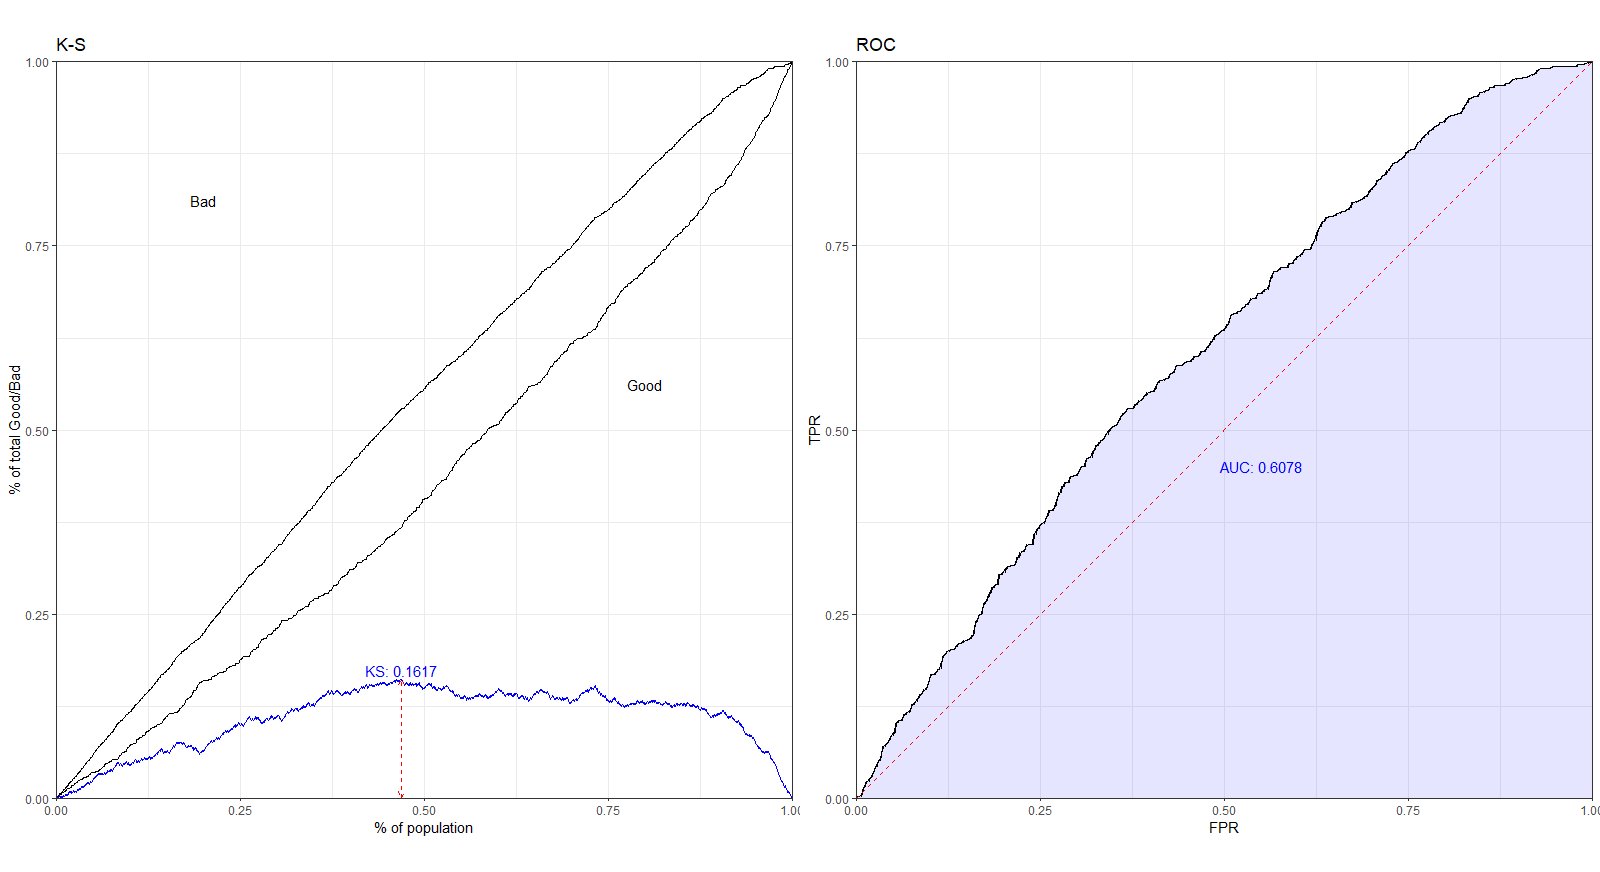 K-S
1.00
0.75
0.50
0.25
0.00
% of total Good/Bad
Bad
Good
KS: 0.1617
0.00 0.25 0.50 0.75 1.00
% of population
ROC
1.00
0.75
0.50
0.25
0.00
TPR
AUC: 0.6078
0.00 0.25 0.50 0.75 1.00
FPR